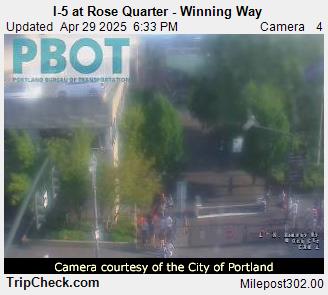 I-5 at Rose Quarter - Winning Way
Updated Apr 29 2025 6:33 PM Camera 4
PBOT
PORTLAND BUREAU OF TRANSPORTATION
Camera courtesy of the City of Portland
TripCheck.com Milepost302.00